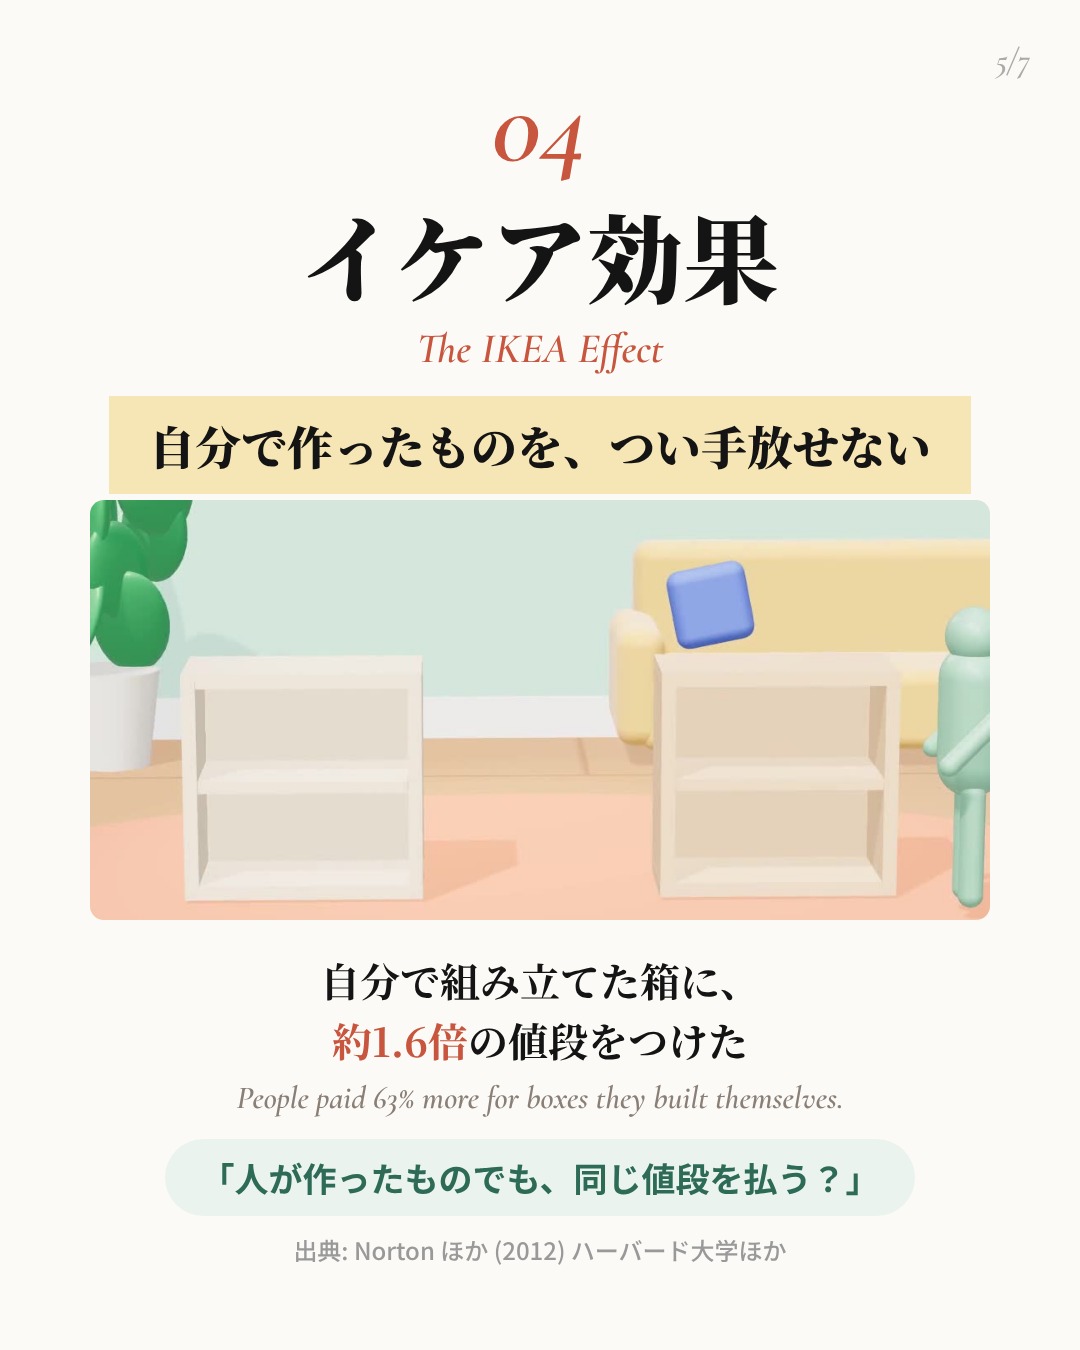 5/7
04
イケア効果
The IKEA Effect
自分で作ったものを、つい手放せない
自分で組み立てた箱に、
約1.6倍の値段をつけた
People paid 63% more for boxes they built themselves.
「人が作ったものでも、同じ値段を払う？」
出典: Norton ほか (2012) ハーバード大学ほか